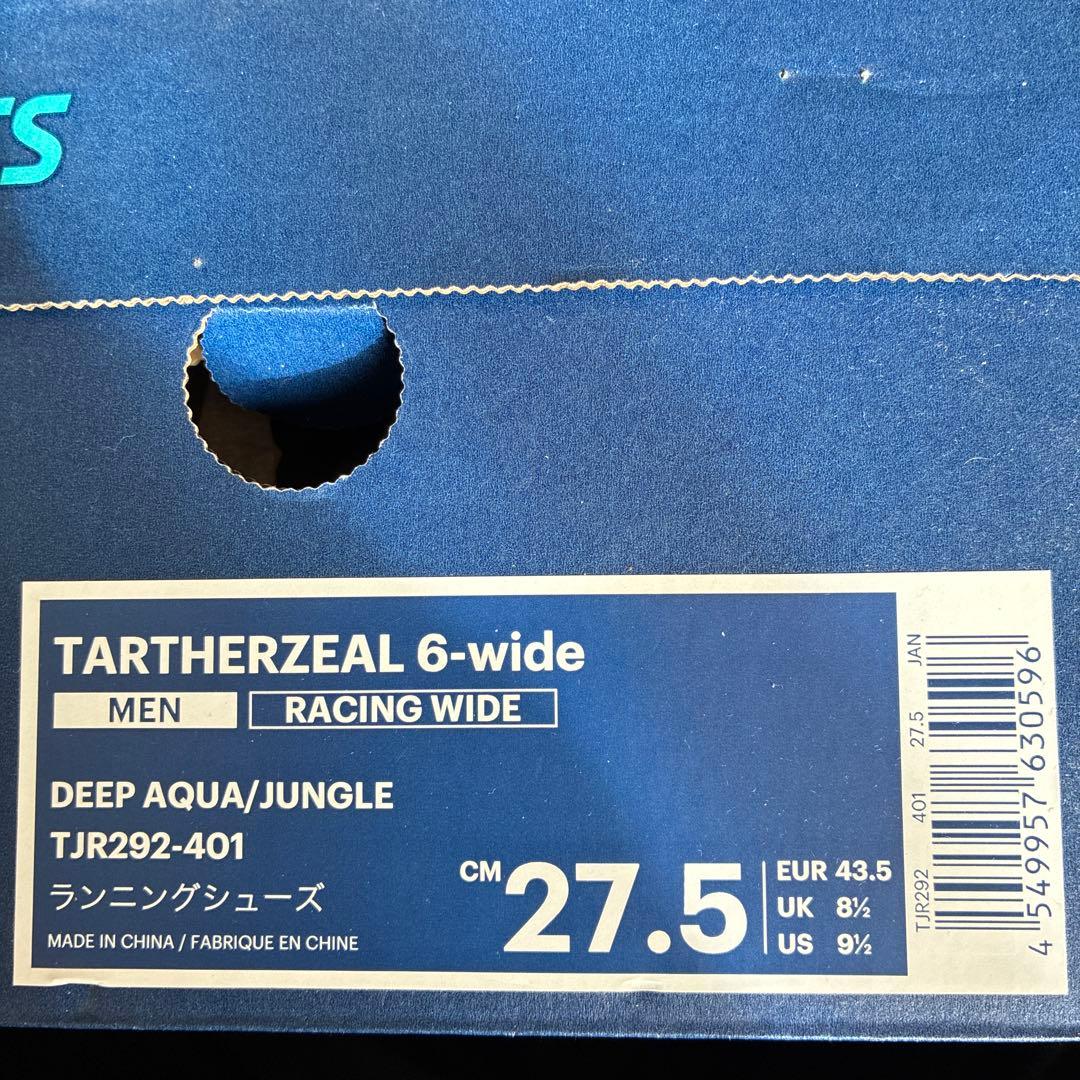 TARTHERZEAL 6-wide
MEN
RACING WIDE
DEEP AQUA/JUNGLE
TJR292-401
ランニングシューズ
MADE IN CHINA / FABRIQUE EN CHINE
CM 27.5
EUR 43.5
UK 8½
US 9½
TJR292 401 27.5 JAN
4 549957 630596